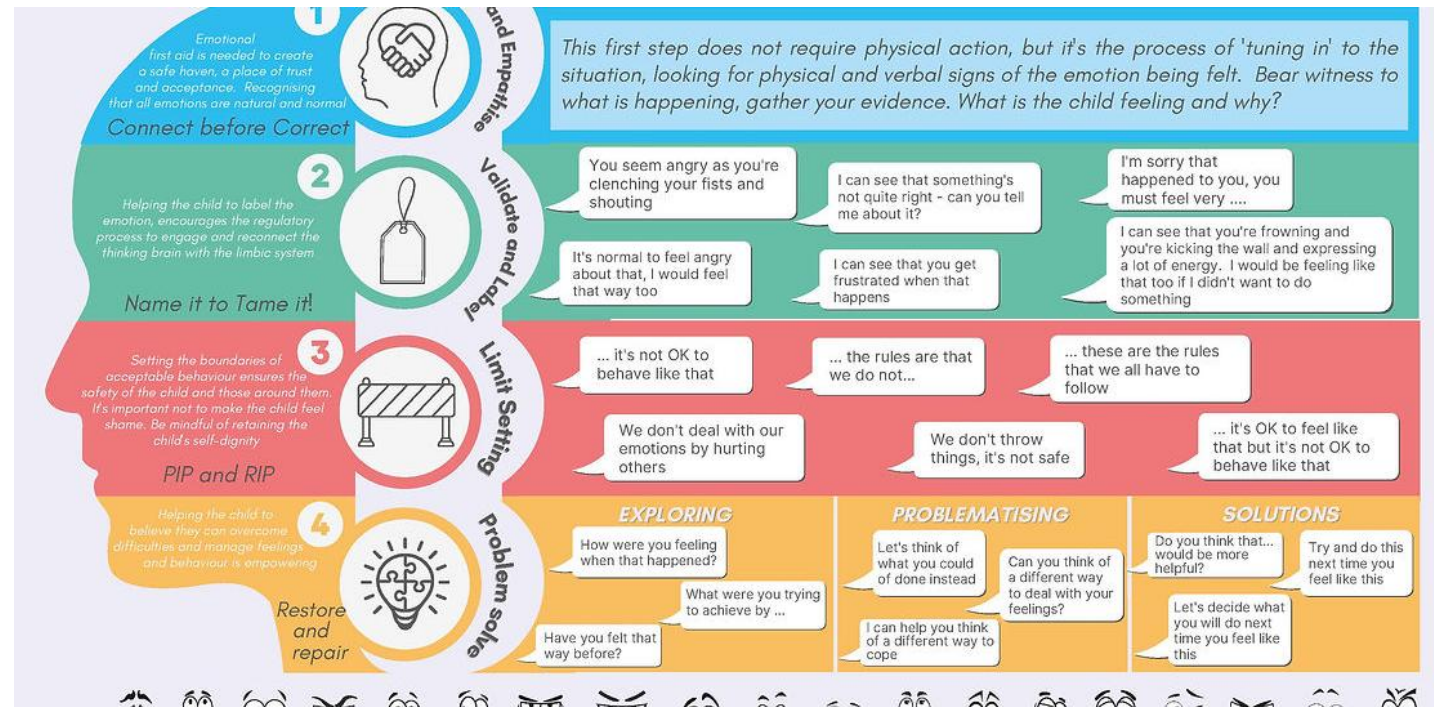 1
Emotional
first aid is needed to create
a safe haven, a place of trust
and acceptance. Recognising
that all emotions are natural and normal
Connect before Correct
and Empathise
This first step does not require physical action, but it's the process of 'tuning in' to the
situation, looking for physical and verbal signs of the emotion being felt. Bear witness to
what is happening, gather your evidence. What is the child feeling and why?
2
Helping the child to label the
emotion, encourages the regulatory
process to engage and reconnect the
thinking brain with the limbic system
Name it to Tame it!
Validate and Label
You seem angry as you're
clenching your fists and
shouting
I can see that something's
not quite right - can you tell
me about it?
I'm sorry that
happened to you, you
must feel very ....
It's normal to feel angry
about that, I would feel
that way too
I can see that you get
frustrated when that
happens
I can see that you're frowning and
you're kicking the wall and expressing
a lot of energy. I would be feeling like
that too if I didn't want to do
something
3
Setting the boundaries of
acceptable behaviour ensures the
safety of the child and those around them.
It's important not to make the child feel
shame. Be mindful of retaining the
child's self-dignity
PIP and RIP
Limit Setting
... it's not OK to
behave like that
... the rules are that
we do not...
... these are the rules
that we all have to
follow
We don't deal with our
emotions by hurting
others
We don't throw
things, it's not safe
... it's OK to feel like
that but it's not OK to
behave like that
4
Helping the child to
believe they can overcome
difficulties and manage feelings
and behaviour is empowering
Restore
and
repair
Problem solve
EXPLORING
How were you feeling
when that happened?
What were you trying
to achieve by ...
Have you felt that
way before?
PROBLEMATISING
Let's think of
what you could
of done instead
Can you think of
a different way
to deal with your
feelings?
I can help you think
of a different way to
cope
SOLUTIONS
Do you think that...
would be more
helpful?
Try and do this
next time you
feel like this
Let's decide what
you will do next
time you feel like
this